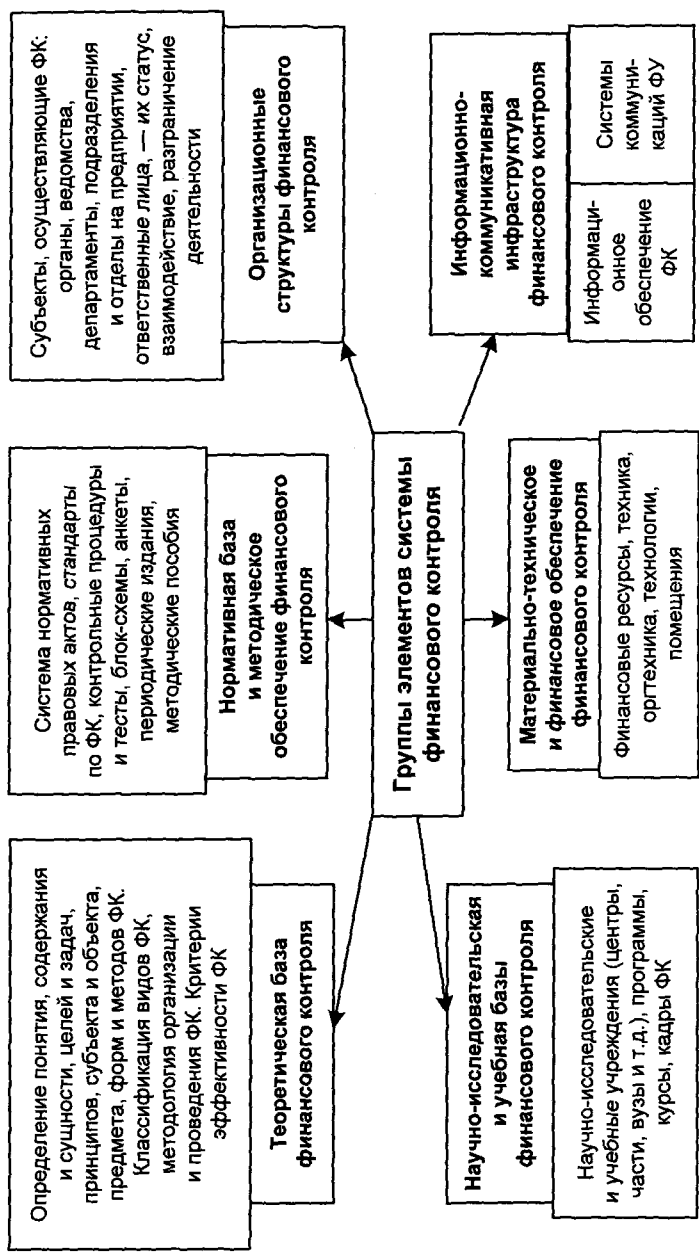 Определение понятия, содержания
и сущности, целей и задач,
принципов, субъекта и объекта,
предмета, форм и методов ФК.
Классификация видов ФК,
методология организации
и проведения ФК. Критерии
эффективности ФК
Теоретическая база
финансового контроля
Система нормативных
правовых актов, стандарты
по ФК, контрольные процедуры
и тесты, блок-схемы, анкеты,
периодические издания,
методические пособия
Нормативная база
и методическое
обеспечение финансового
контроля
Субъекты, осуществляющие ФК:
органы, ведомства,
департаменты, подразделения
и отделы на предприятии,
ответственные лица, — их статус,
взаимодействие, разграничение
деятельности
Организационные
структуры финансового
контроля
Группы элементов системы
финансового контроля
Научно-исследовательская
и учебная базы
финансового контроля
Научно-исследовательские
и учебные учреждения (центры,
части, вузы и т.д.), программы,
курсы, кадры ФК
Материально-техническое
и финансовое обеспечение
финансового контроля
Финансовые ресурсы, техника,
оргтехника, технологии,
помещения
Информационно-
коммуникативная
инфраструктура
финансового контроля
Информаци-
онное
обеспечение
ФК
Системы
коммуни-
каций ФУ